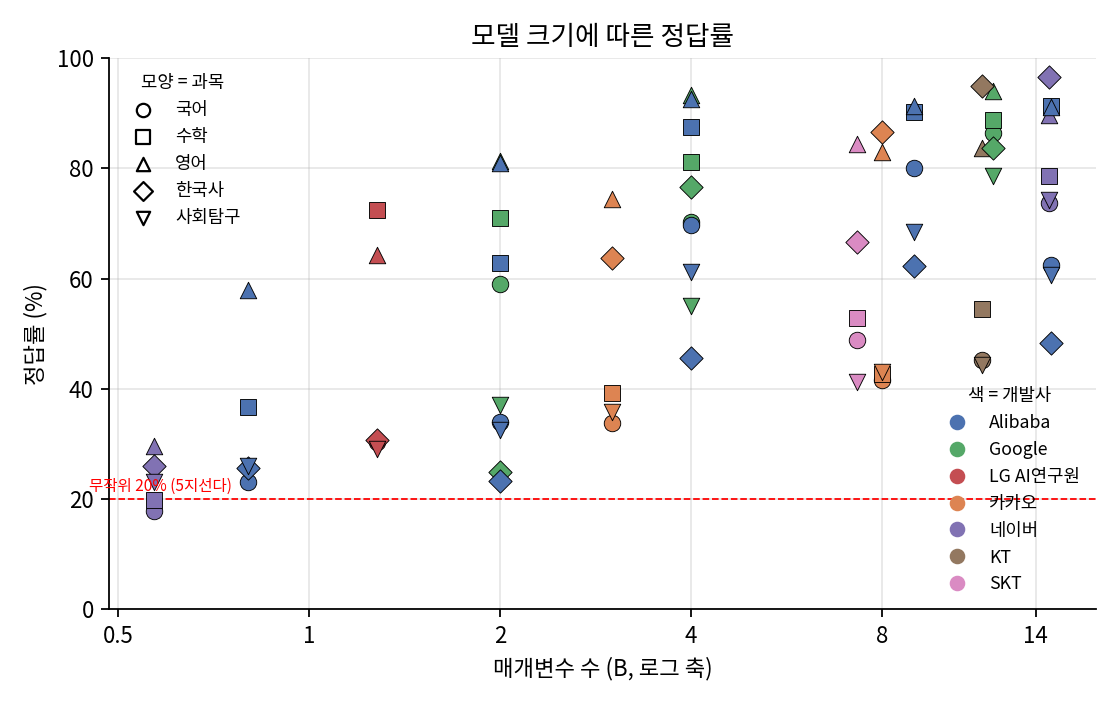 모델 크기에 따른 정답률
정답률 (%)
100
80
60
40
20
0
모양 = 과목
국어
수학
영어
한국사
사회탐구
무작위 20% (5지선다)
색 = 개발사
Alibaba
Google
LG AI연구원
카카오
네이버
KT
SKT
0.5 1 2 4 8 14
매개변수 수 (B, 로그 축)